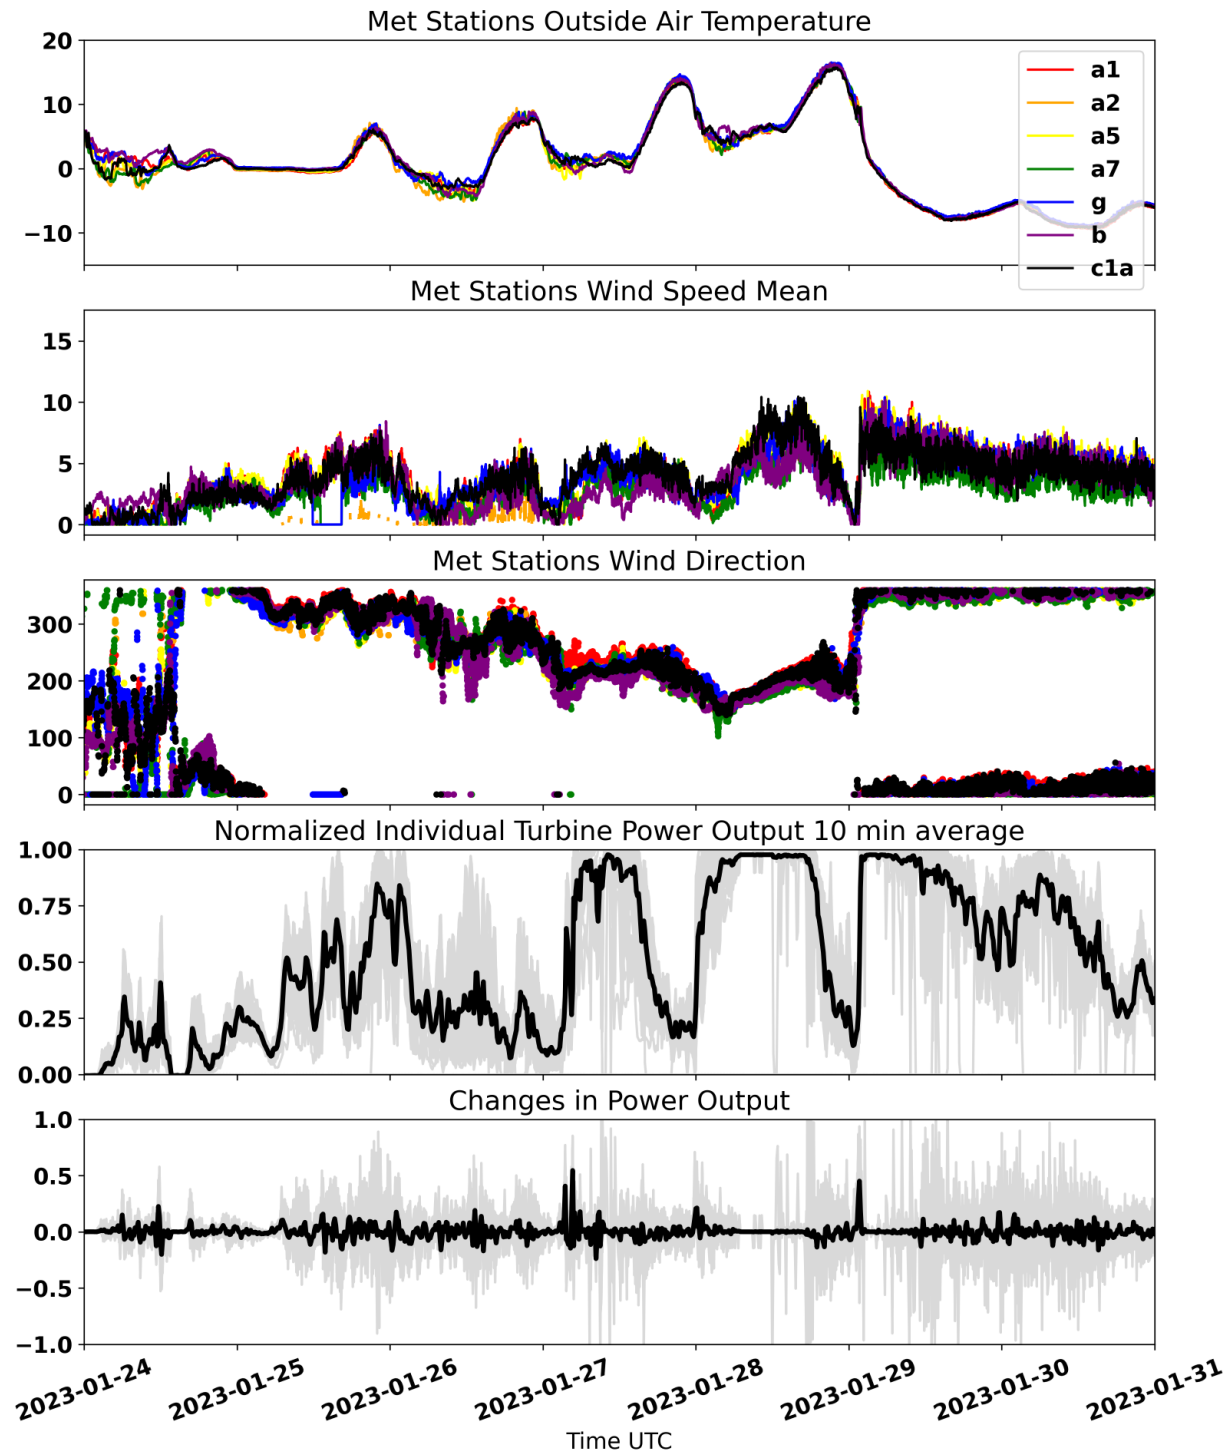 Met Stations Outside Air Temperature
20
10
0
−10
a1
a2
a5
a7
g
b
c1a
Met Stations Wind Speed Mean
15
10
5
0
Met Stations Wind Direction
300
200
100
0
Normalized Individual Turbine Power Output 10 min average
1.00
0.75
0.50
0.25
0.00
Changes in Power Output
1.0
0.5
0.0
−0.5
−1.0
2023-01-24
2023-01-25
2023-01-26
2023-01-27
2023-01-28
2023-01-29
2023-01-30
2023-01-31
Time UTC